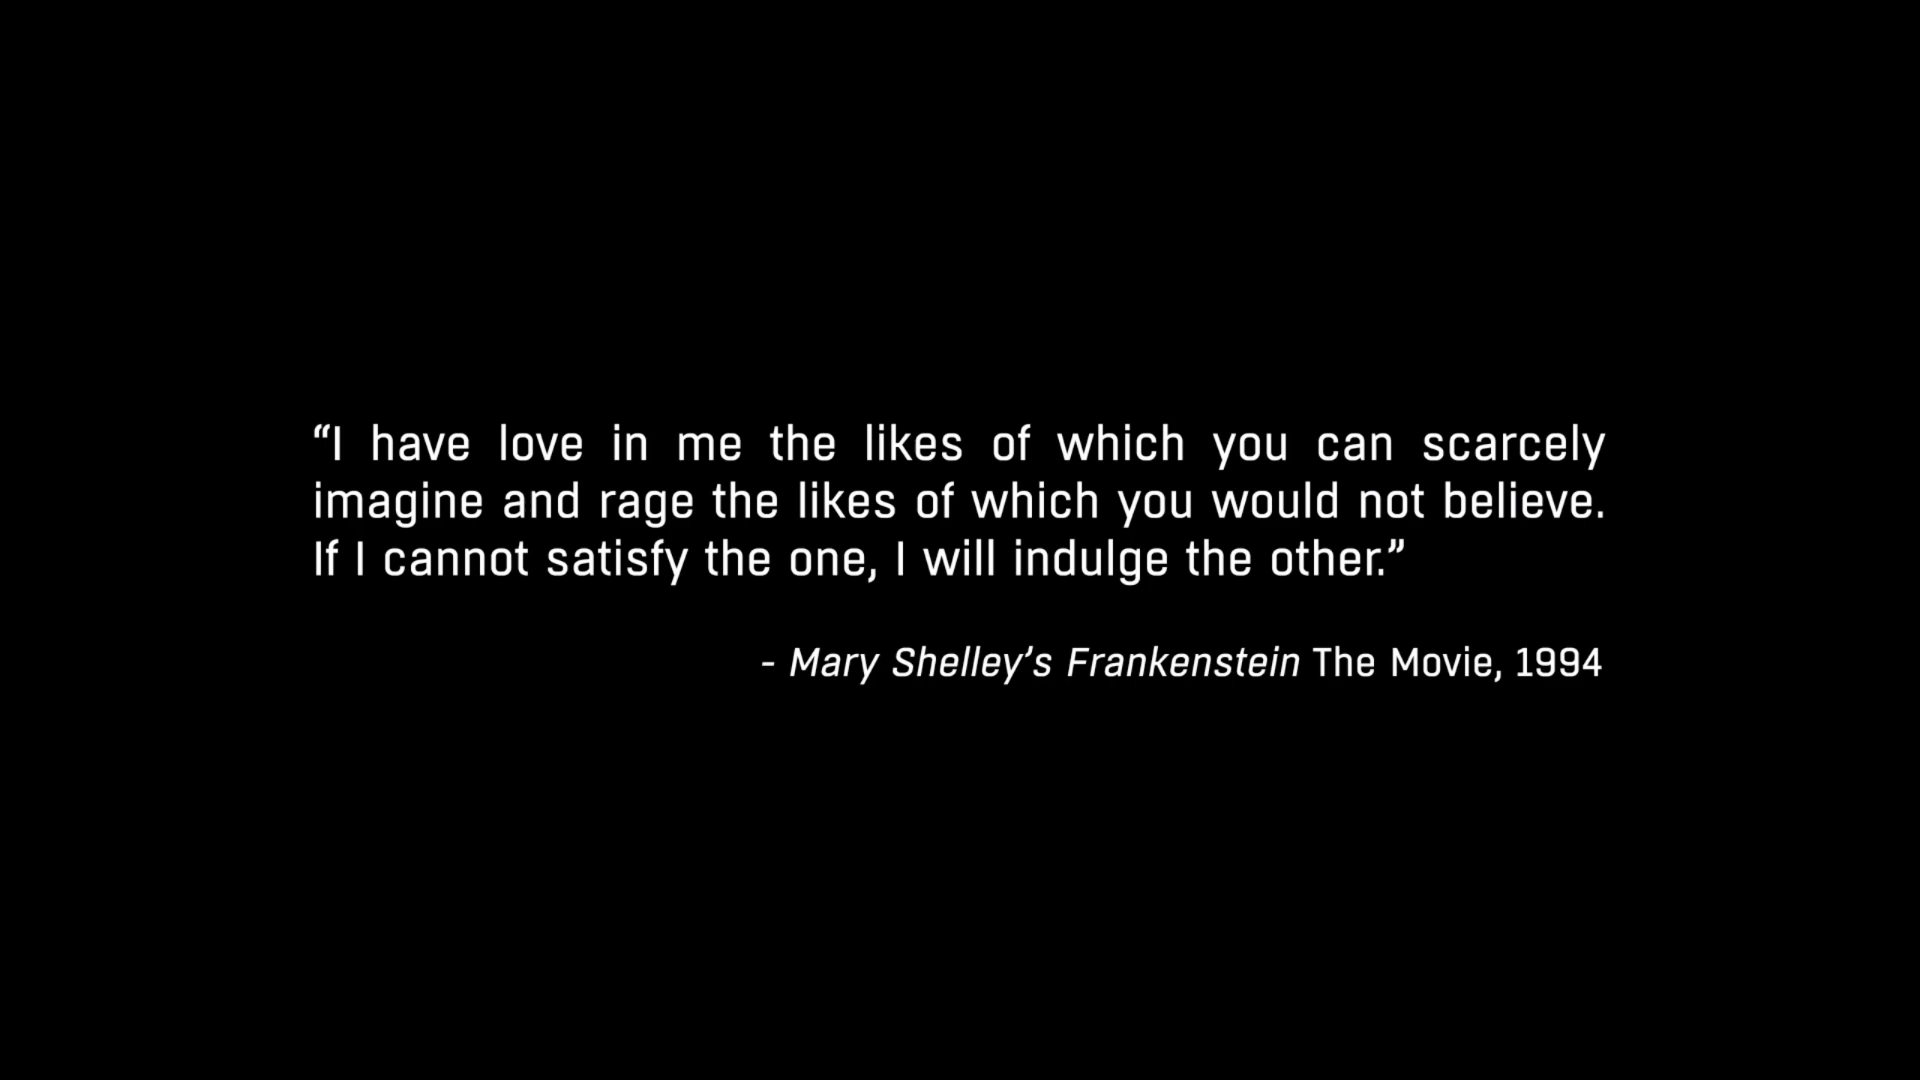 “I have love in me the likes of which you can scarcely
imagine and rage the likes of which you would not believe.
If I cannot satisfy the one, I will indulge the other.”
- Mary Shelley’s Frankenstein The Movie, 1994